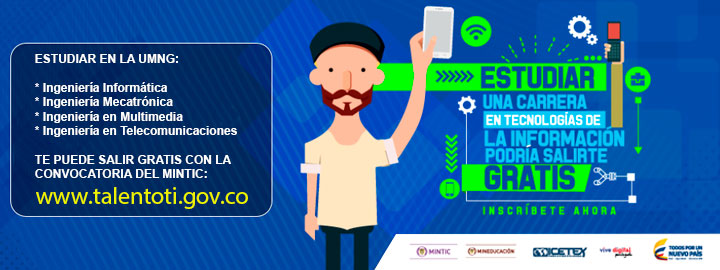 ESTUDIAR EN LA UMNG:
* Ingeniería Informática
* Ingeniería Mecatrónica
* Ingeniería en Multimedia
* Ingeniería en Telecomunicaciones
TE PUEDE SALIR GRATIS CON LA
CONVOCATORIA DEL MINTIC:
www.talentoti.gov.co
ESTUDIAR
UNA CARRERA
EN TECNOLOGÍAS DE
LA INFORMACIÓN
PODRÍA SALIRTE
GRATIS
INSCRÍBETE AHORA
MINTIC
MINEDUCACIÓN
ICETEX
vive digital
TODOS POR UN
NUEVO PAÍS